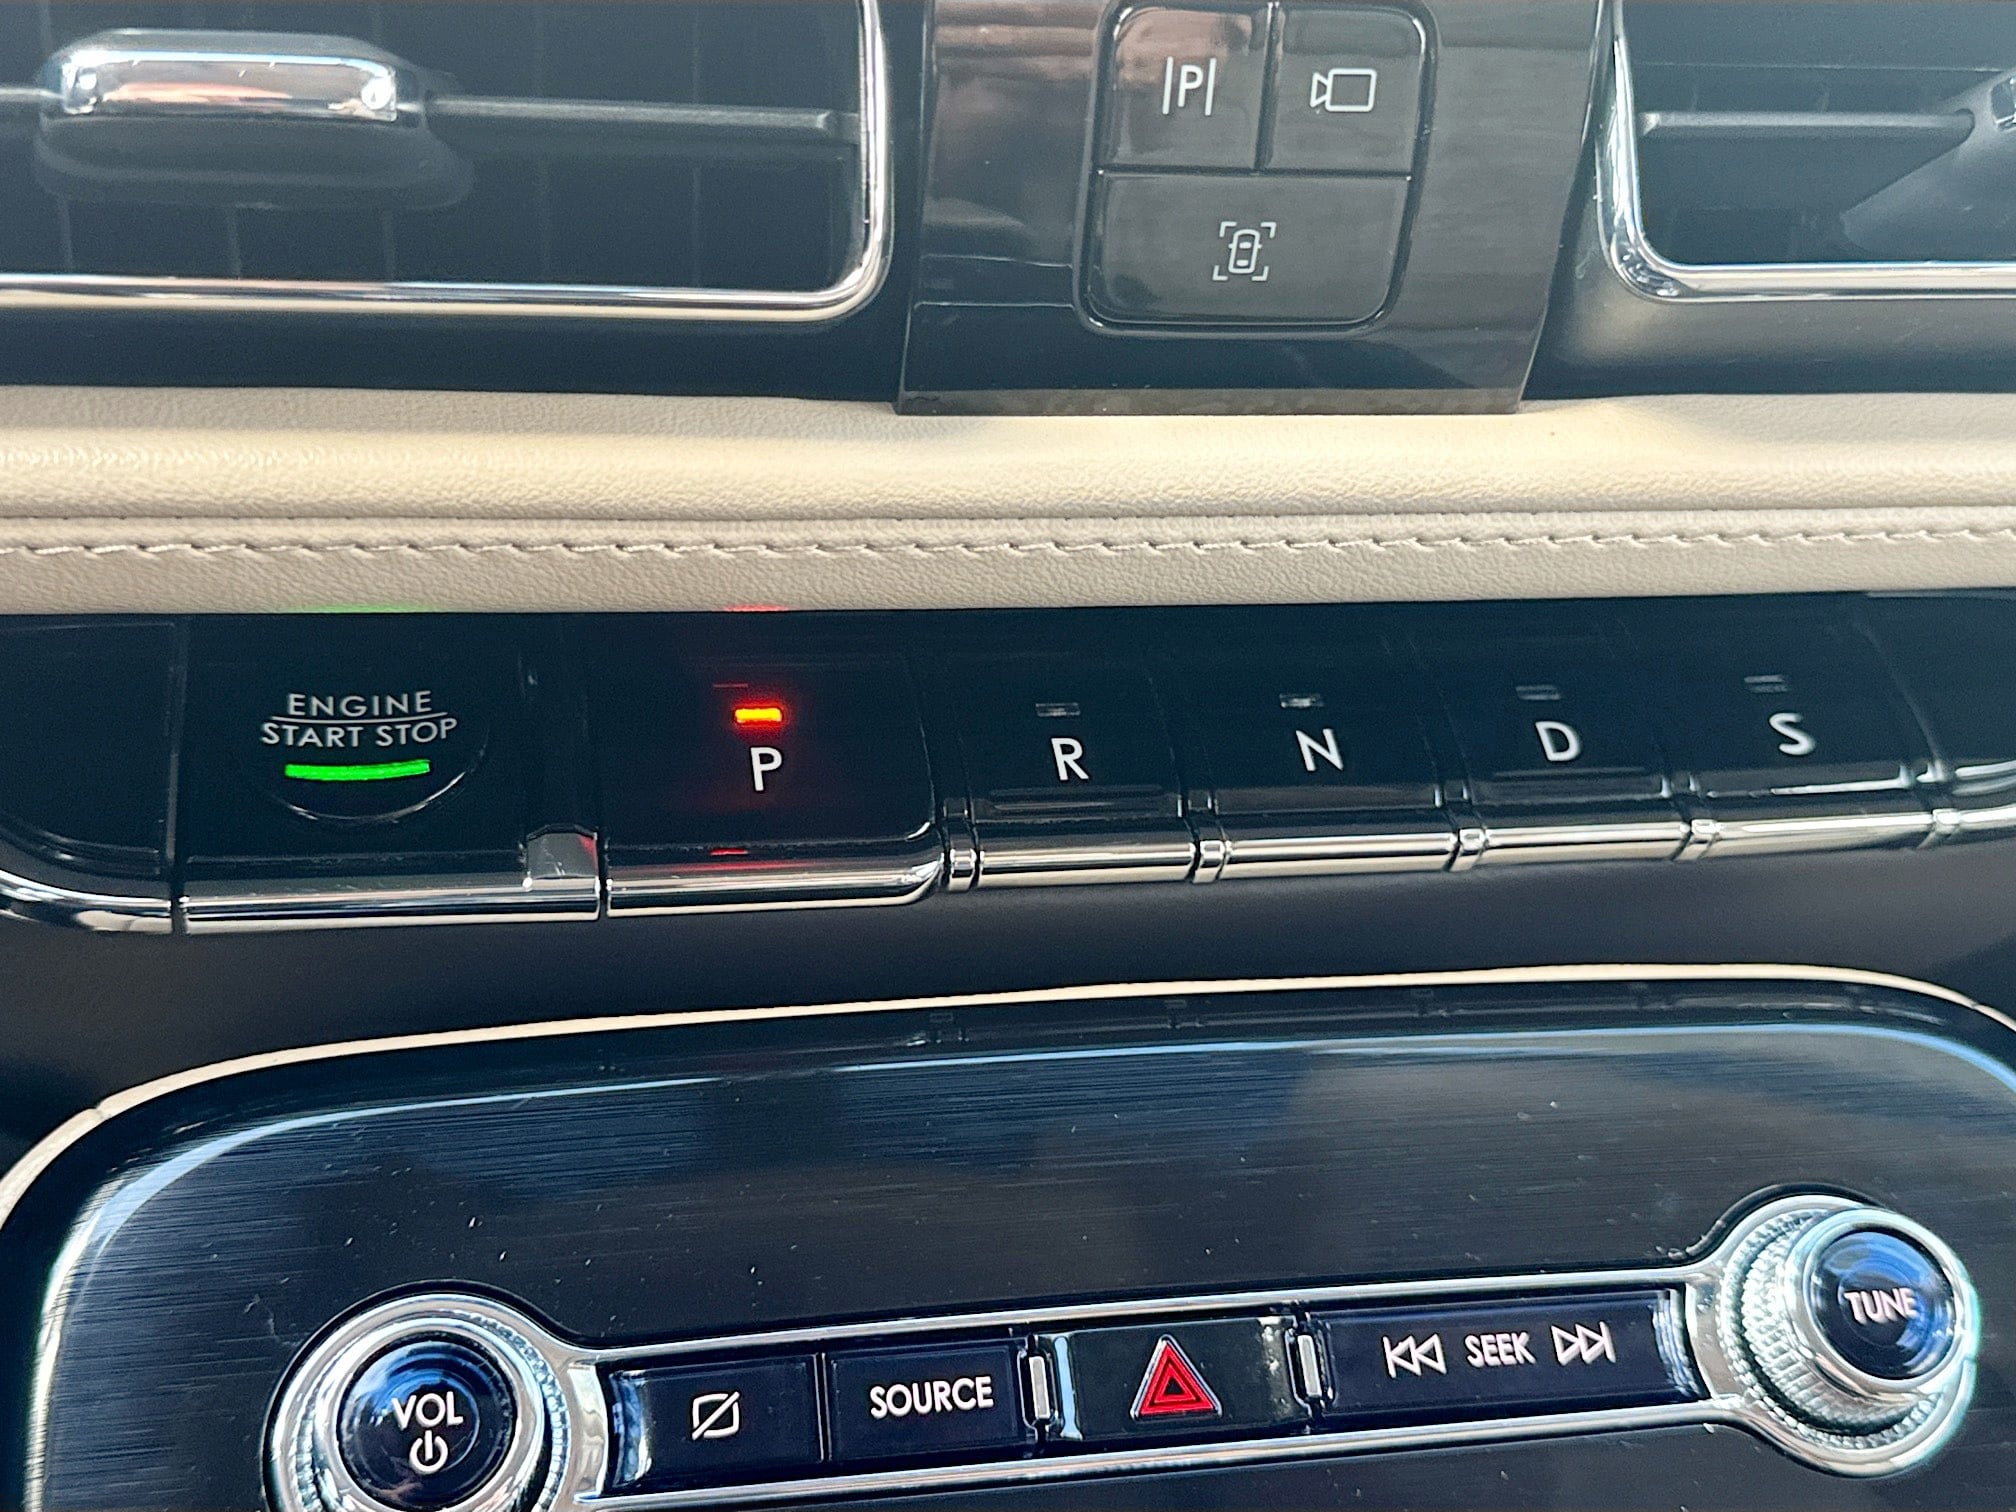 P
ENGINE
START STOP
P
R
N
D
S
VOL
SOURCE
SEEK
TUNE